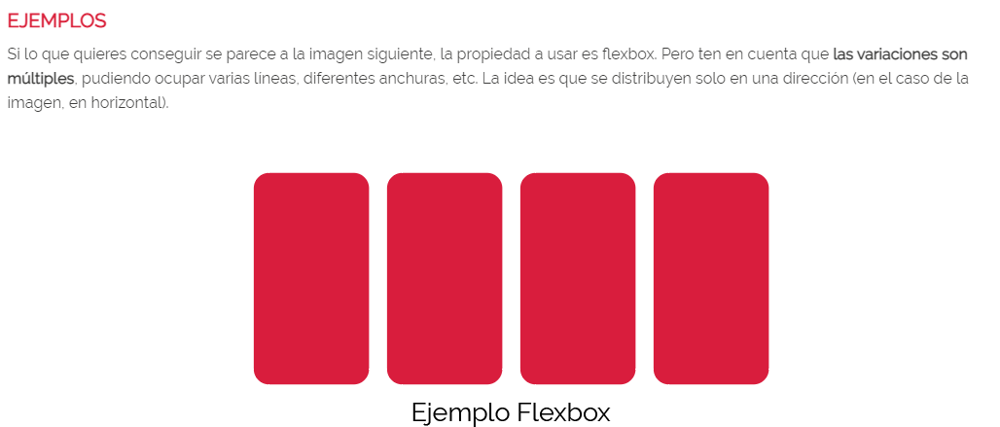 EJEMPLOS
Si lo que quieres conseguir se parece a la imagen siguiente, la propiedad a usar es flexbox. Pero ten en cuenta que las variaciones son
múltiples, pudiendo ocupar varias líneas, diferentes anchuras, etc. La idea es que se distribuyen solo en una dirección (en el caso de la
imagen, en horizontal).
Ejemplo Flexbox